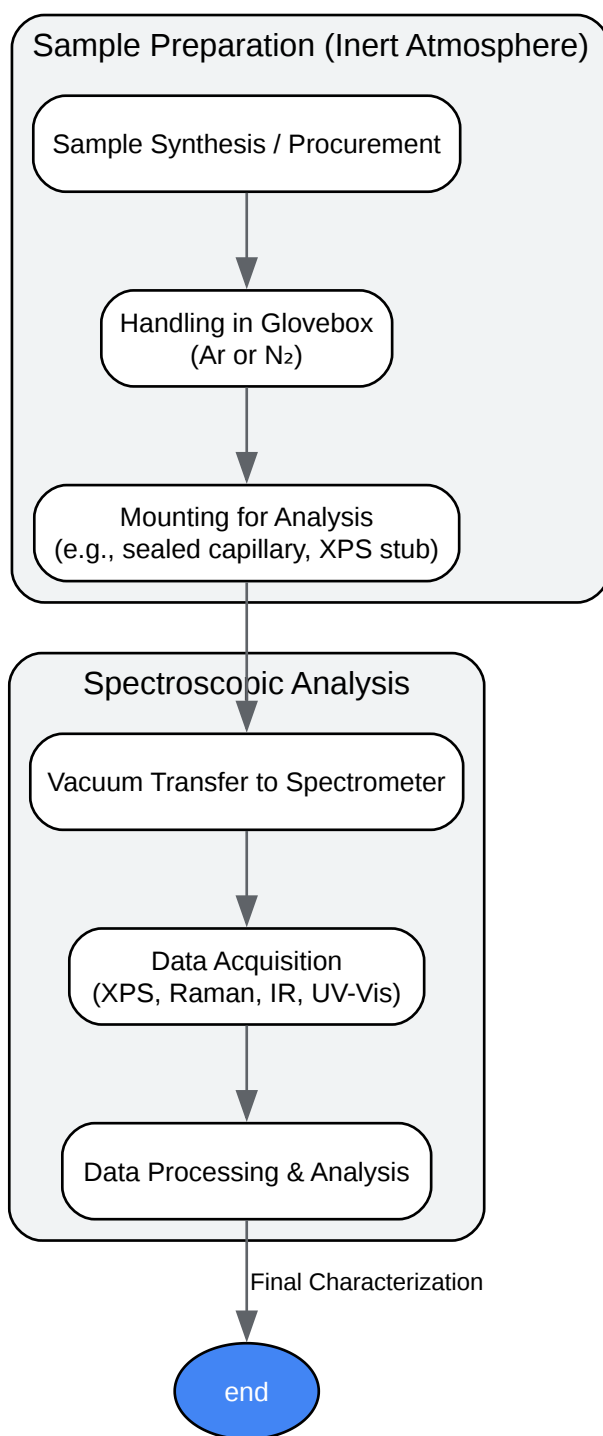 Sample Preparation (Inert Atmosphere)
Sample Synthesis / Procurement
Handling in Glovebox
(Ar or N₂)
Mounting for Analysis
(e.g., sealed capillary, XPS stub)
Spectroscopic Analysis
Vacuum Transfer to Spectrometer
Data Acquisition
(XPS, Raman, IR, UV-Vis)
Data Processing & Analysis
Final Characterization
end